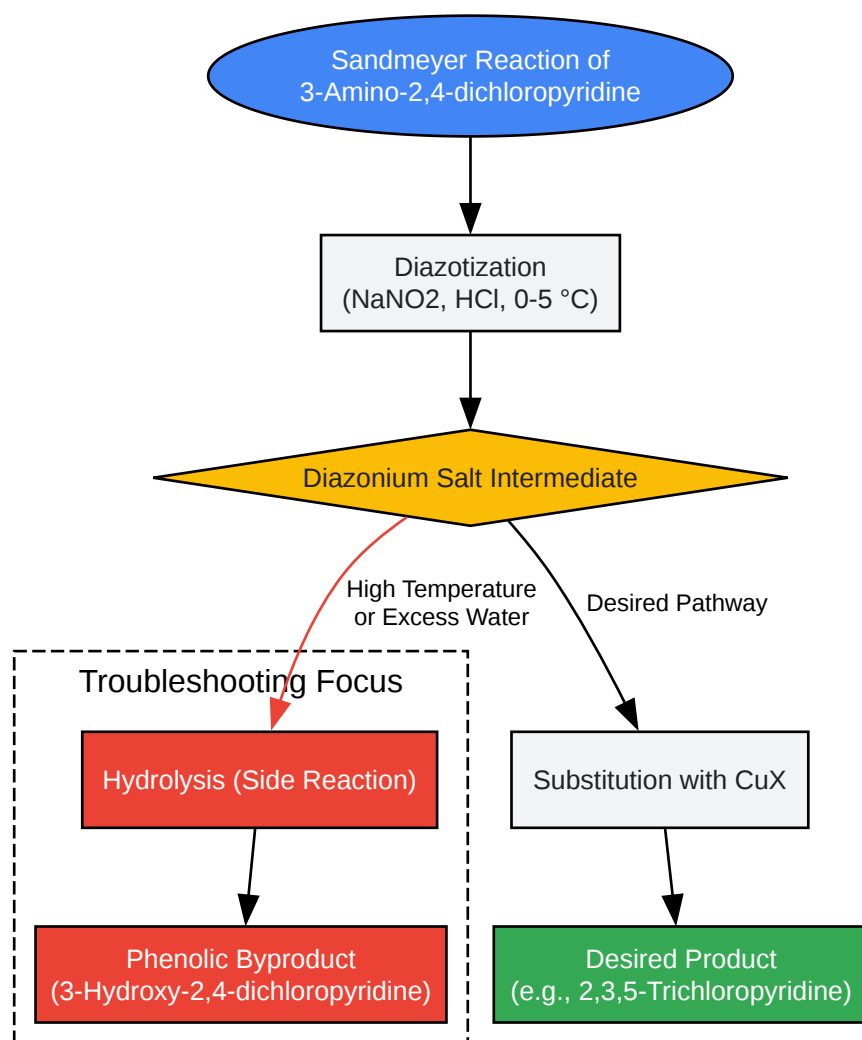 Sandmeyer Reaction of
3-Amino-2,4-dichloropyridine
Diazotization
(NaNO2, HCl, 0-5 °C)
Diazonium Salt Intermediate
High Temperature
or Excess Water
Desired Pathway
Troubleshooting Focus
Hydrolysis (Side Reaction)
Substitution with CuX
Phenolic Byproduct
(3-Hydroxy-2,4-dichloropyridine)
Desired Product
(e.g., 2,3,5-Trichloropyridine)